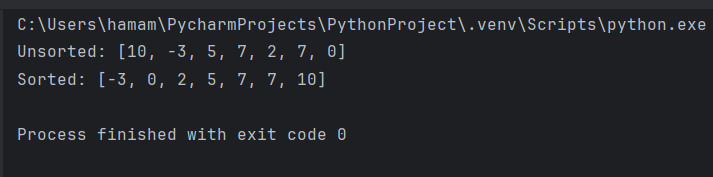 C:\Users\hamam\PycharmProjects\PythonProject\.venv\Scripts\python.exe
Unsorted: [10, -3, 5, 7, 2, 7, 0]
Sorted: [-3, 0, 2, 5, 7, 7, 10]
Process finished with exit code 0